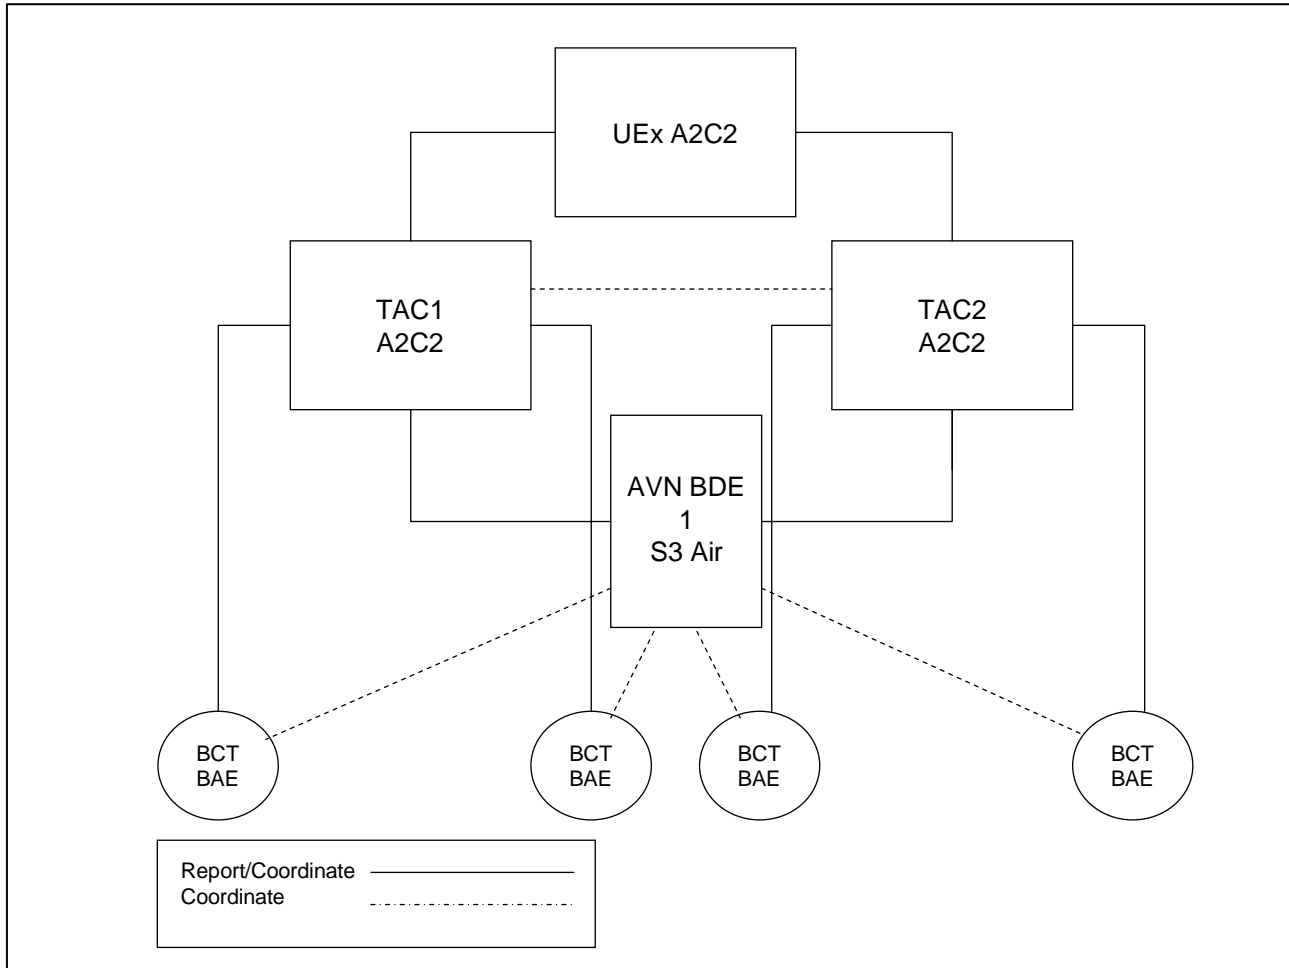 UEx A2C2
TAC1
A2C2
TAC2
A2C2
AVN BDE
1
S3 Air
BCT
BAE
BCT
BAE
BCT
BAE
BCT
BAE
Report/Coordinate
Coordinate